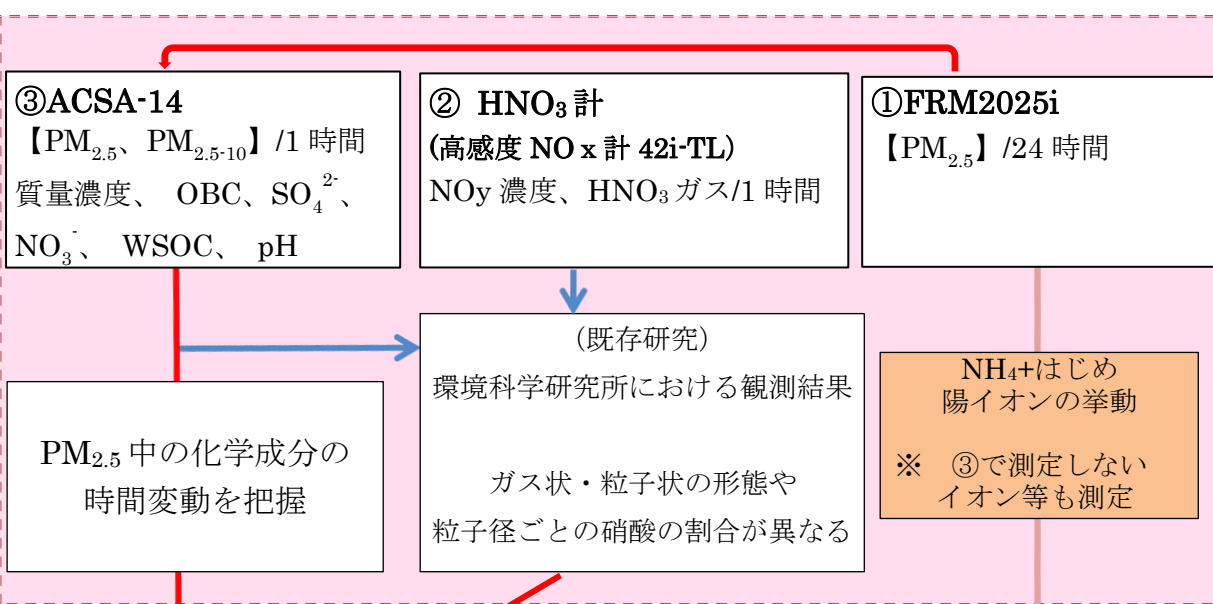 ③ACSA-14
【PM2.5、PM2.5-10】/1 時間
質量濃度、 OBC、SO4 2-、
NO3-、 WSOC、 pH
② HNO3 計
(高感度 NOｘ計 42i-TL)
NOy 濃度、HNO3 ガス/1 時間
①FRM2025i
【PM2.5】/24 時間
PM2.5 中の化学成分の
時間変動を把握
（既存研究）
環境科学研究所における観測結果
ガス状・粒子状の形態や
粒子径ごとの硝酸の割合が異なる
NH4+はじめ
陽イオンの挙動
※ ③で測定しない
イオン等も測定